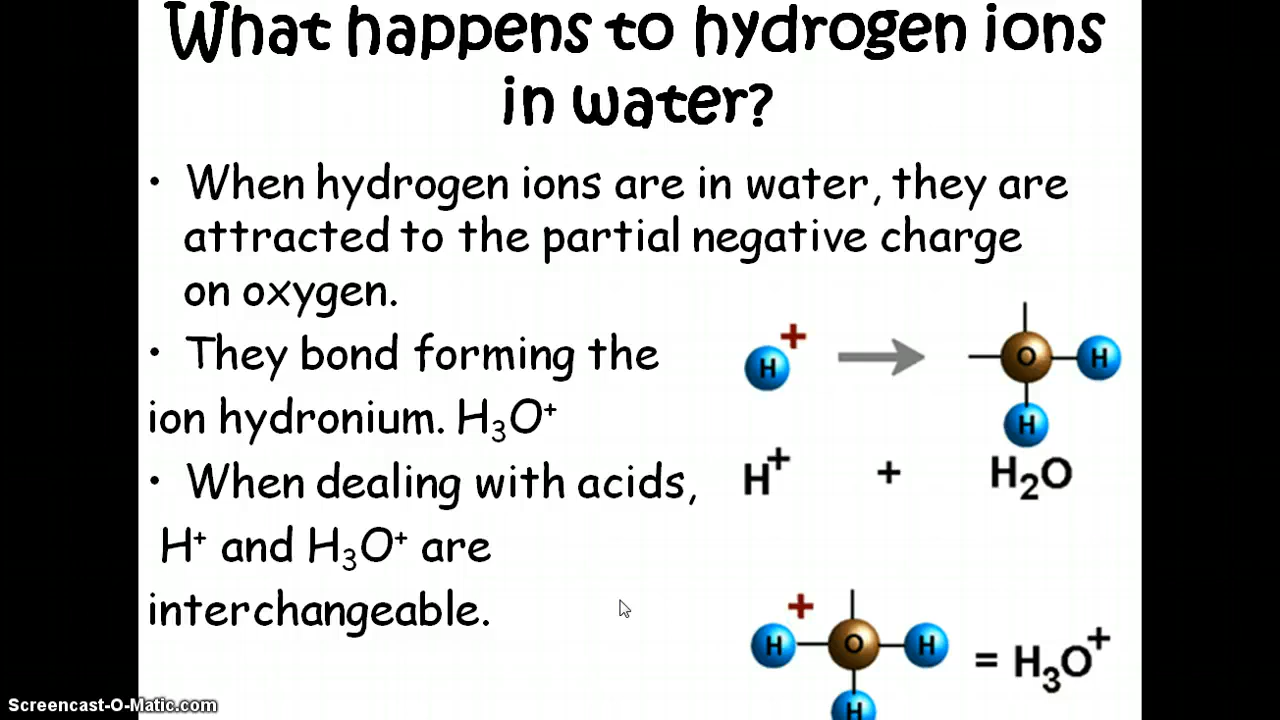 What happens to hydrogen ions
in water?
• When hydrogen ions are in water, they are
attracted to the partial negative charge
on oxygen.
• They bond forming the
ion hydronium. H₃O⁺
• When dealing with acids,
H⁺ and H₃O⁺ are
interchangeable.
H +
O H
H
H⁺ + H₂O
+
H O H = H₃O⁺
H
Screencast-O-Matic.com